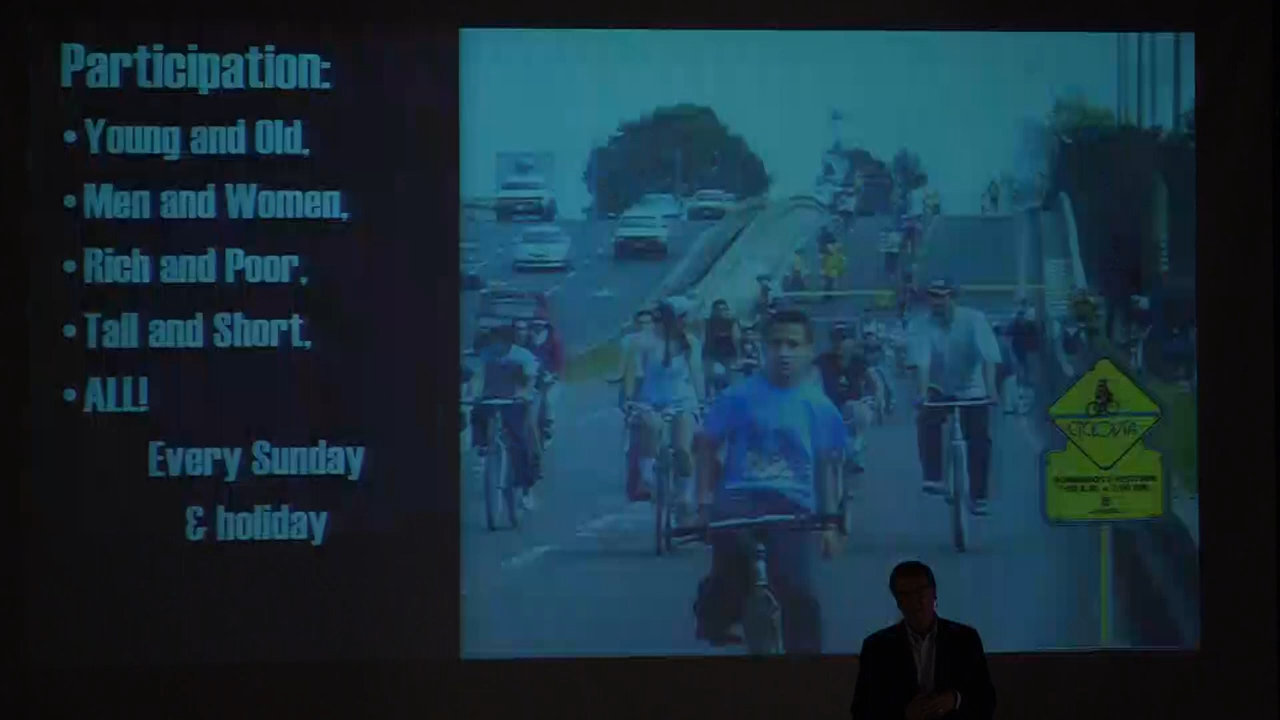 Participation:
• Young and Old,
• Men and Women,
• Rich and Poor,
• Tall and Short,
• ALL!
Every Sunday
& holiday
CICLOVIA